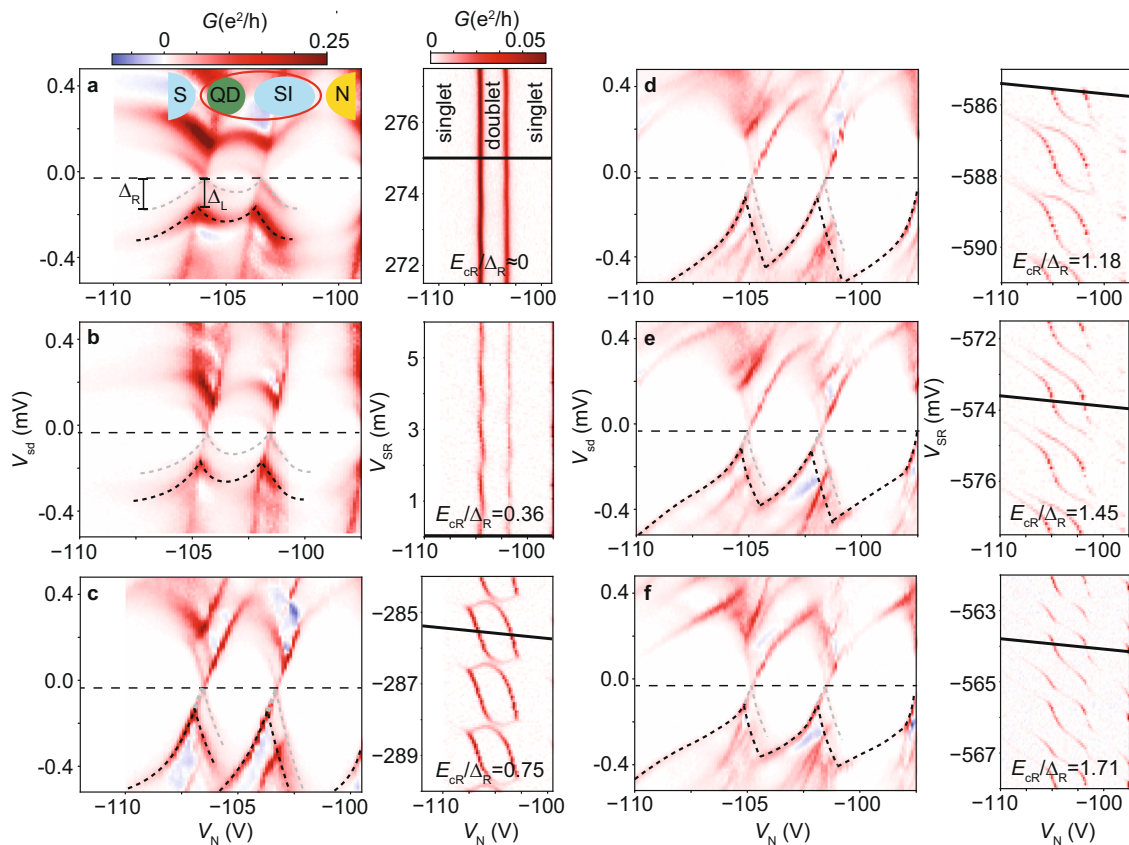 G(e²/h)
0
0.25
G(e²/h)
0
0.05
a
S
QD
SI
N
Δ_R
Δ_L
0.4
0.0
-0.4
−110
−105
−100
singlet
doublet
singlet
276
274
272
E_cR/Δ_R≈0
−110
−100
d
0.4
0.0
-0.4
−110
−105
−100
−586
−588
−590
E_cR/Δ_R=1.18
−110
−100
b
0.4
0.0
-0.4
V_sd (mV)
−110
−105
−100
5
3
1
V_SR (mV)
E_cR/Δ_R=0.36
−110
−100
e
0.4
0.0
-0.4
V_sd (mV)
−110
−105
−100
−572
−574
−576
V_SR (mV)
E_cR/Δ_R=1.45
−110
−100
c
0.4
0.0
-0.4
−110
−105
−100
V_N (V)
−285
−287
−289
E_cR/Δ_R=0.75
−110
−100
V_N (V)
f
0.4
0.0
-0.4
−110
−105
−100
V_N (V)
−563
−565
−567
E_cR/Δ_R=1.71
−110
−100
V_N (V)